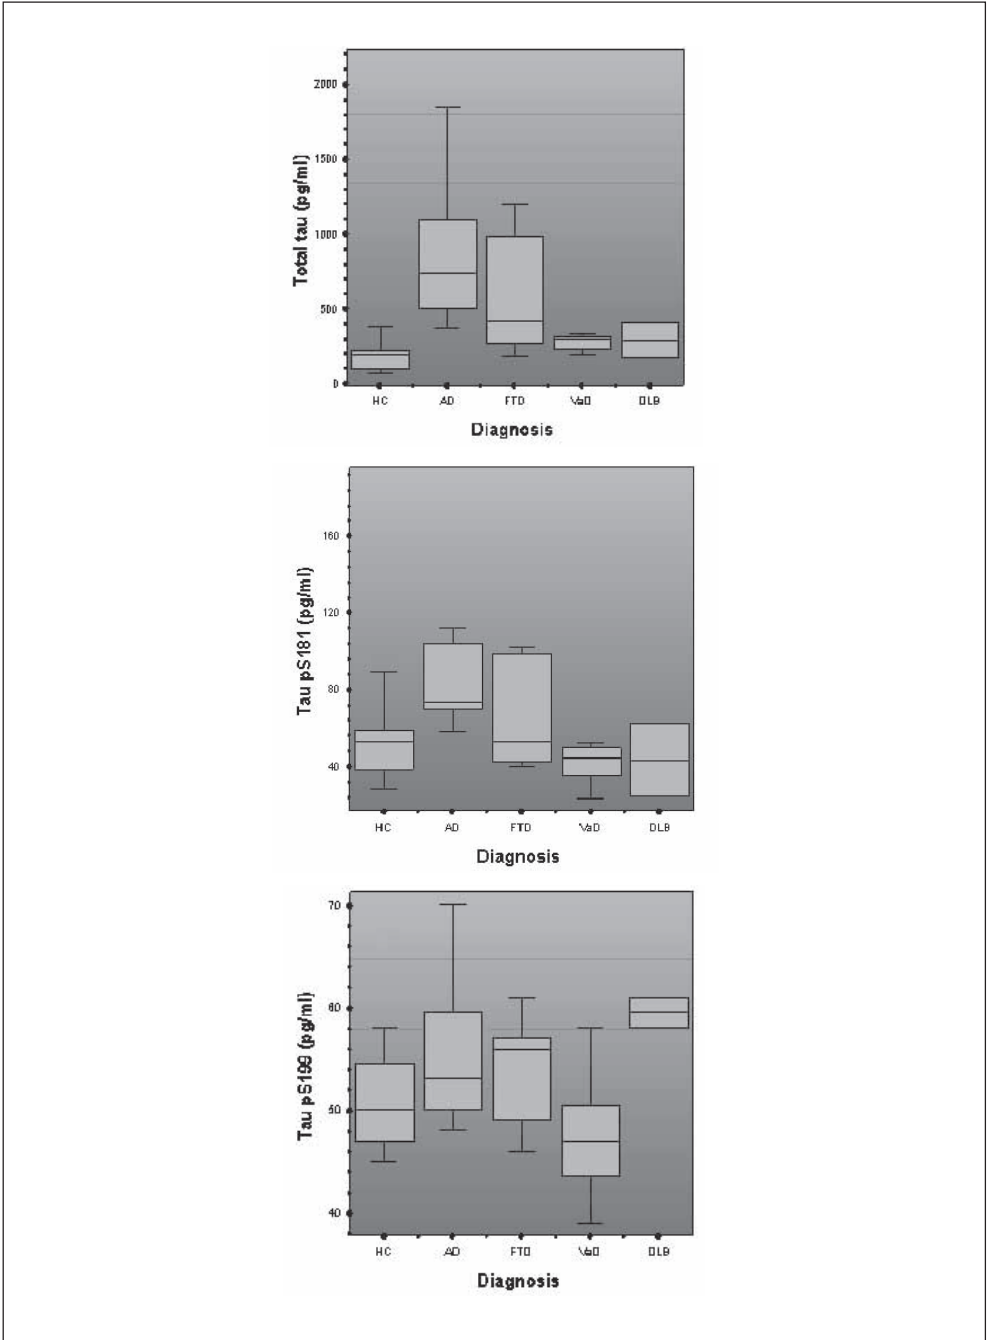 Total tau (pg/ml)
2000
1500
1000
500
0
HC AD FTD VaD DLB
Diagnosis
Tau pS181 (pg/ml)
160
120
80
40
HC AD FTD VaD DLB
Diagnosis
Tau pS199 (pg/ml)
70
60
50
40
HC AD FTD VaD DLB
Diagnosis